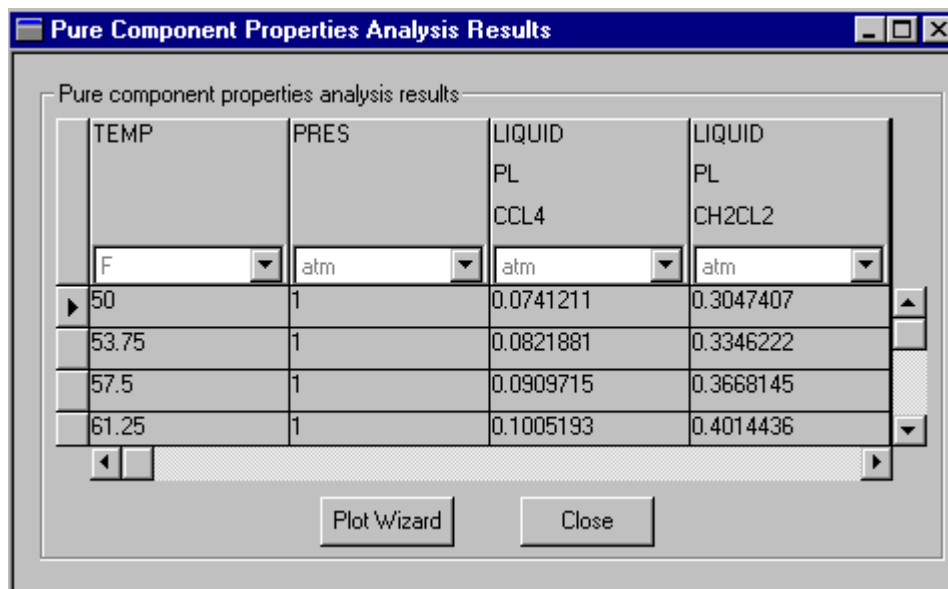 Pure Component Properties Analysis Results
Pure component properties analysis results
TEMP PRES LIQUID LIQUID
PL PL
CCL4 CH2CL2
F atm atm atm
50 1 0.0741211 0.3047407
53.75 1 0.0821881 0.3346222
57.5 1 0.0909715 0.3668145
61.25 1 0.1005193 0.4014436
Plot Wizard Close